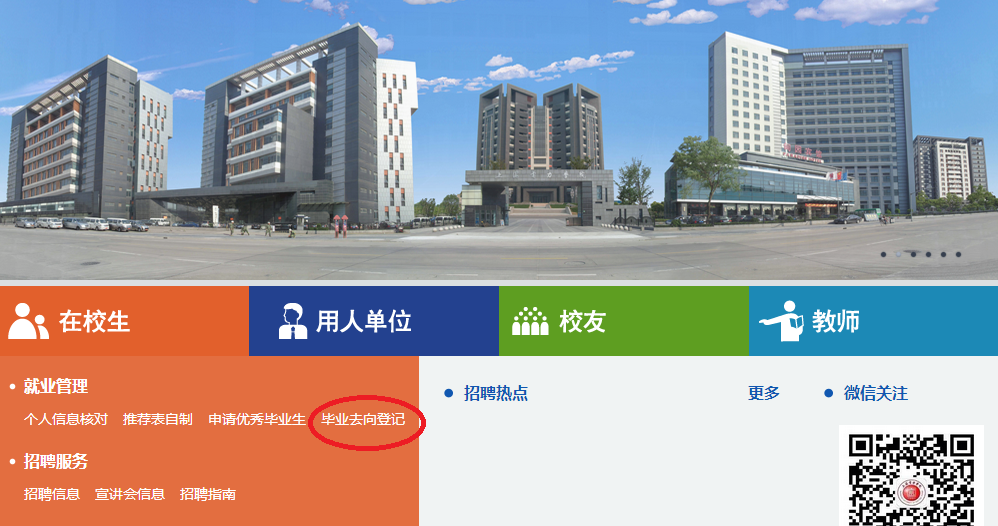 在校生
用人单位
校友
教师
就业管理
个人信息核对 推荐表自制 申请优秀毕业生 毕业去向登记
招聘服务
招聘信息 宣讲会信息 招聘指南
招聘热点 更多
微信关注